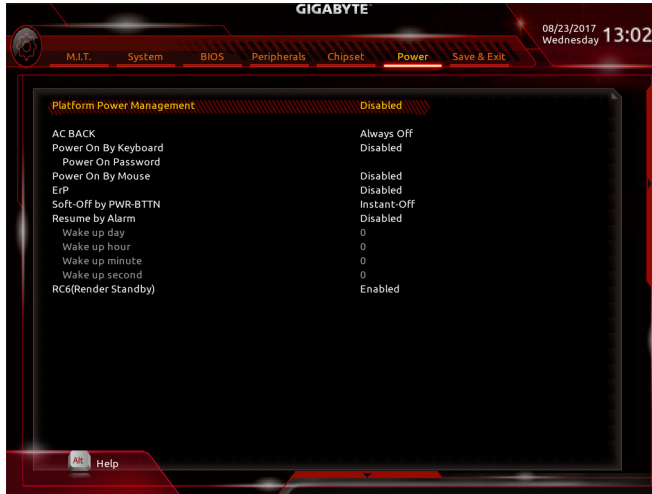 GIGABYTE
08/23/2017
Wednesday
13:02
M.I.T. System BIOS Peripherals Chipset Power Save & Exit
Platform Power Management Disabled
AC BACK Always Off
Power On By Keyboard Disabled
Power On Password
Power On By Mouse Disabled
ErP Disabled
Soft-Off by PWR-BTTN Instant-Off
Resume by Alarm Disabled
Wake up day 0
Wake up hour 0
Wake up minute 0
Wake up second 0
RC6(Render Standby) Enabled
Alt Help